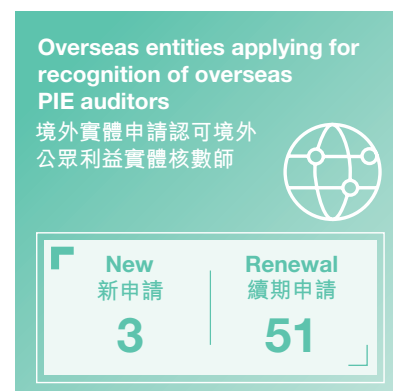 Overseas entities applying for
recognition of overseas
PIE auditors
境外實體申請認可境外
公眾利益實體核數師
New
新申請
3
Renewal
續期申請
51